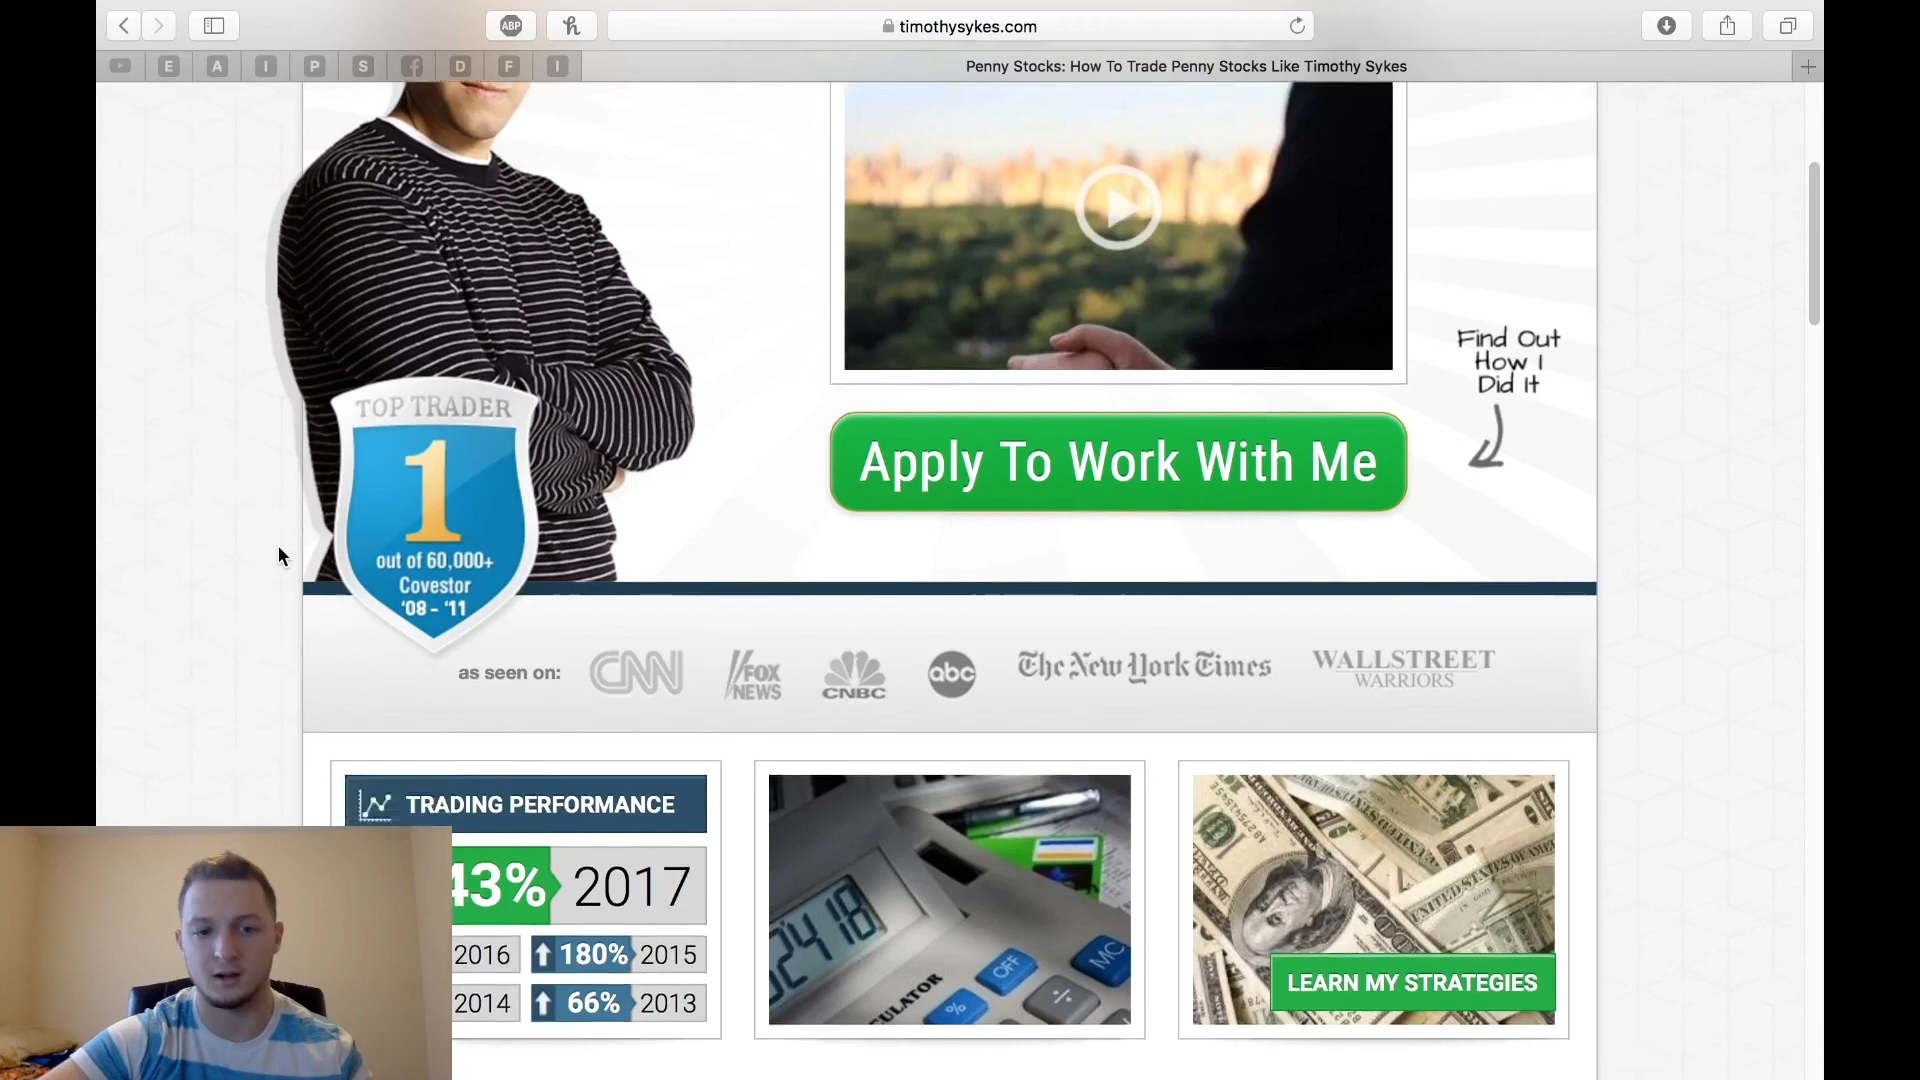 ABP
timothysykes.com
E A I P S D F I
Penny Stocks: How To Trade Penny Stocks Like Timothy Sykes
Find Out
How I
Did It
Apply To Work With Me
TOP TRADER
1
out of 60,000+
Covestor
'08 - '11
as seen on:
CNN
FOX
NEWS
CNBC
abc
The New York Times
WALLSTREET
WARRIORS
TRADING PERFORMANCE
43% 2017
2016 180% 2015
2014 66% 2013
OFF
MC
%
÷
LEARN MY STRATEGIES